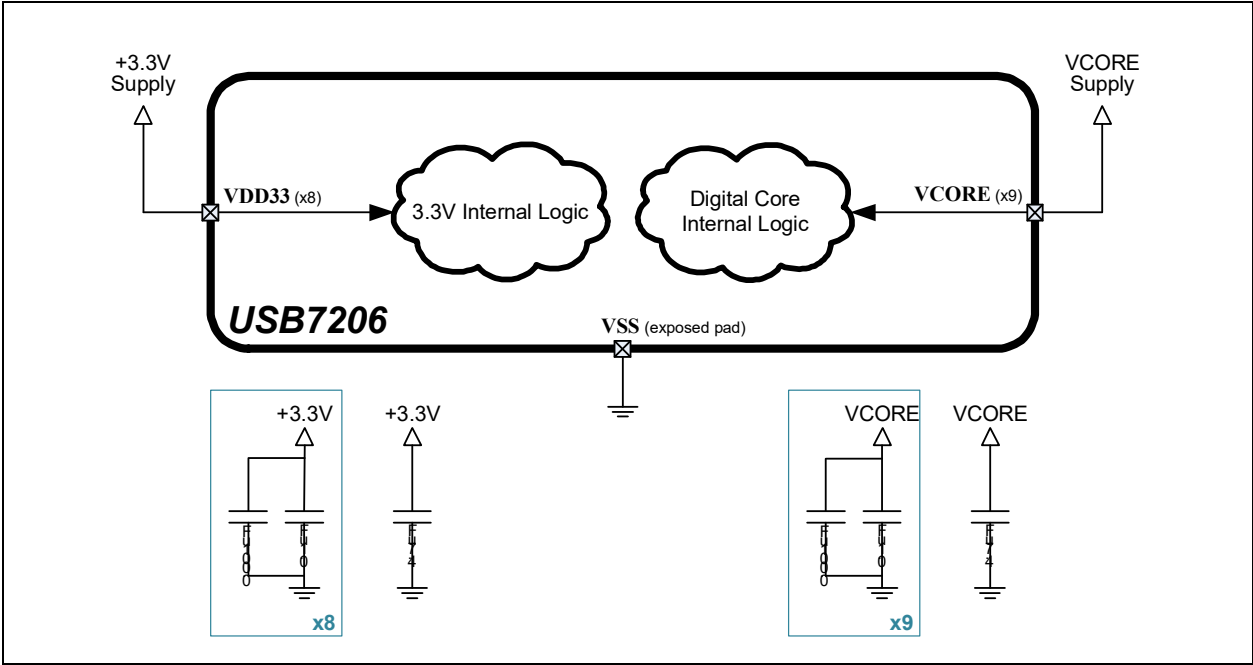 +3.3V
Supply
VCORE
Supply
VDD33 (x8)
3.3V Internal Logic
Digital Core
Internal Logic
VCORE (x9)
USB7206
VSS (exposed pad)
+3.3V
+3.3V
VCORE
VCORE
x8
x9